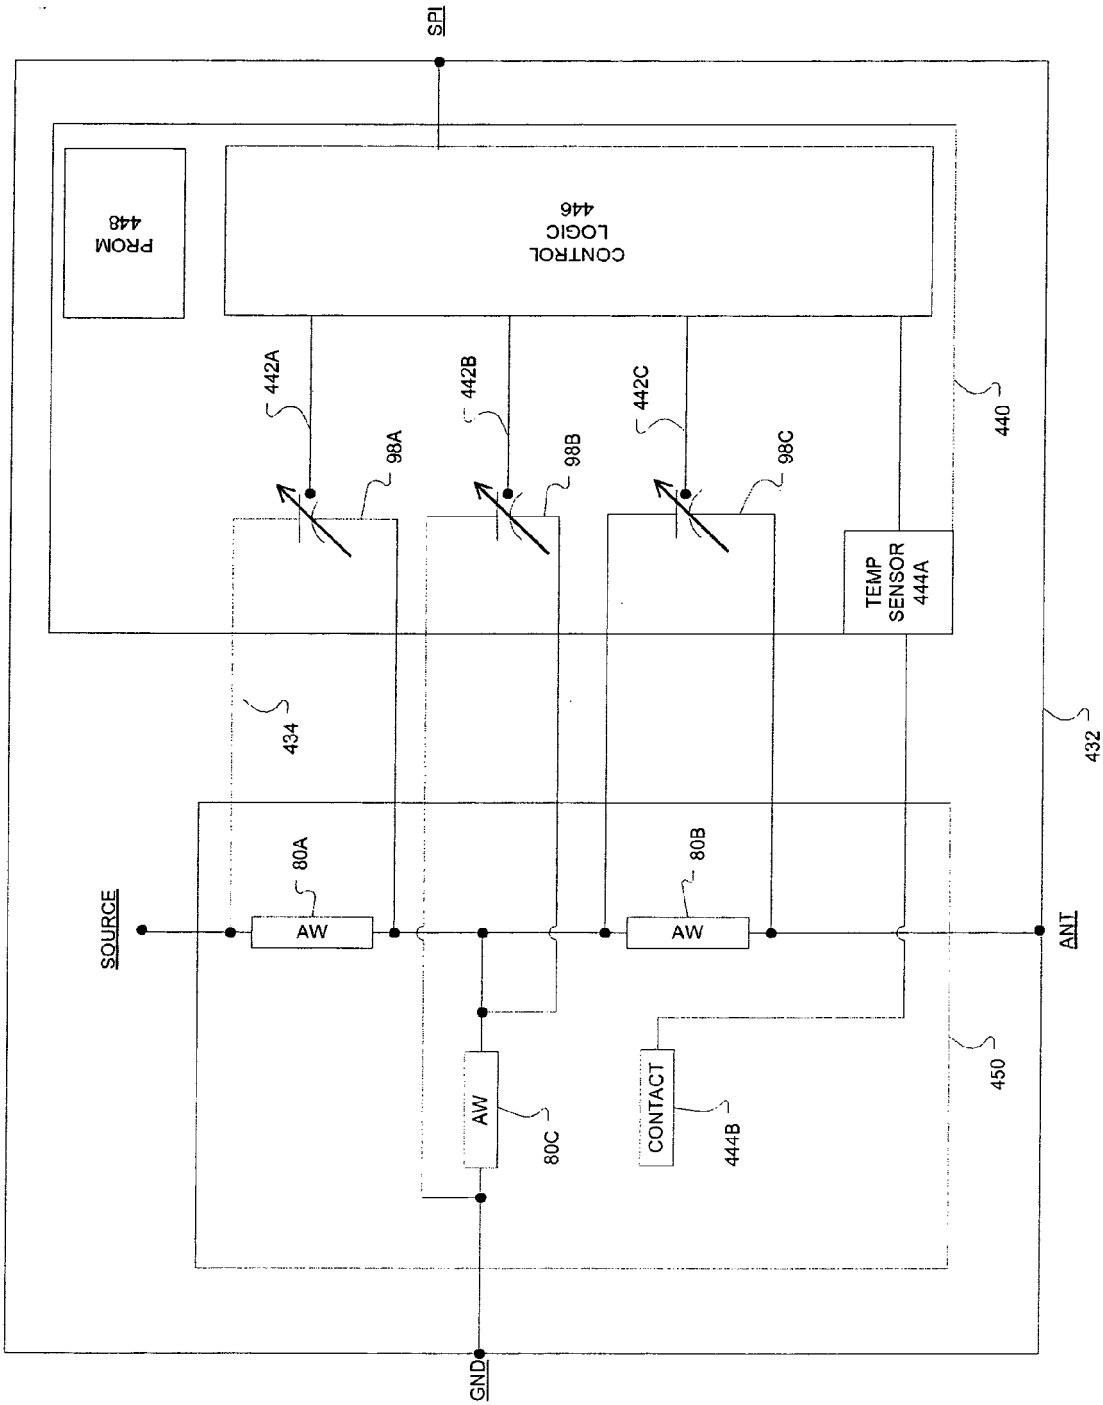 SPI
PROM
448
CONTROL
LOGIC
446
442A
442B
442C
98A
98B
98C
440
TEMP
SENSOR
444A
434
432
SOURCE
80A
AW
80B
AW
ANT
AW
80C
CONTACT
444B
450
GND